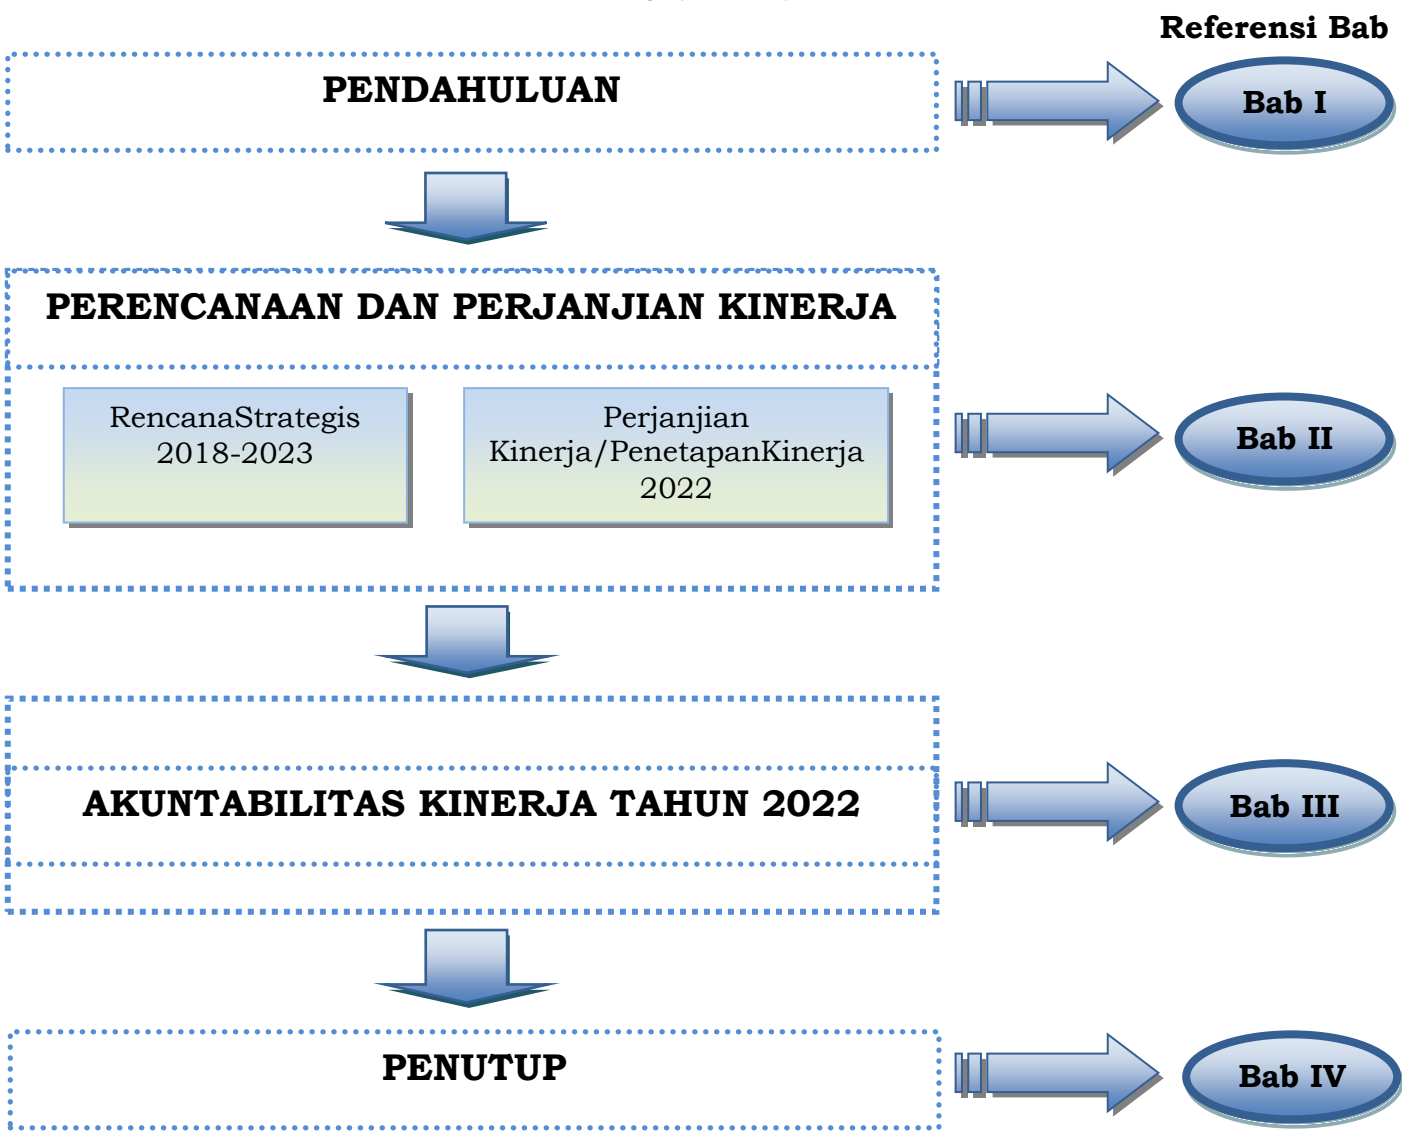 Referensi Bab
PENDAHULUAN
Bab I
PERENCANAAN DAN PERJANJIAN KINERJA
RencanaStrategis
2018-2023
Perjanjian
Kinerja/PenetapanKinerja
2022
Bab II
AKUNTABILITAS KINERJA TAHUN 2022
Bab III
PENUTUP
Bab IV